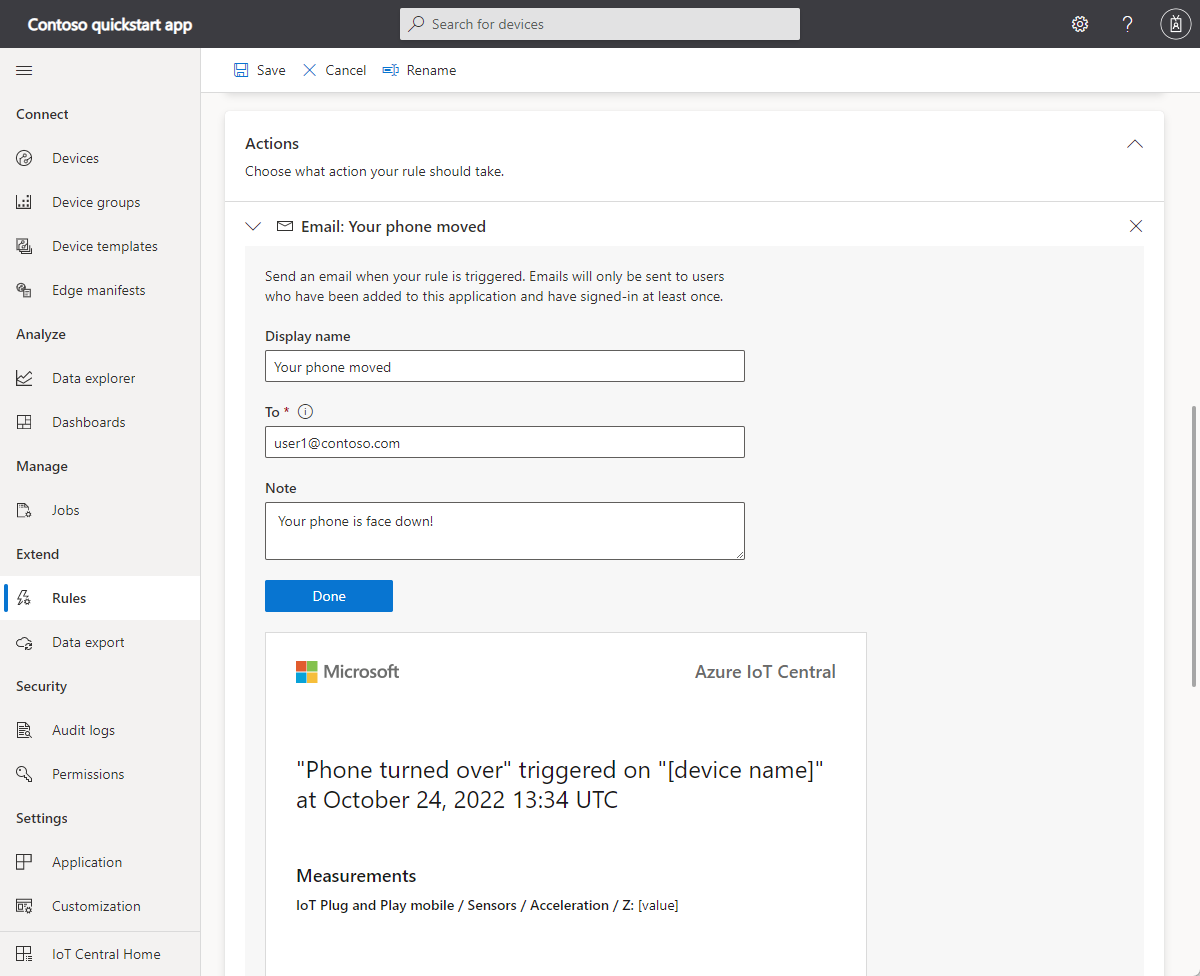 Contoso quickstart app
Search for devices
?
Save
Cancel
Rename
Connect
Devices
Device groups
Device templates
Edge manifests
Analyze
Data explorer
Dashboards
Manage
Jobs
Extend
Rules
Data export
Security
Audit logs
Permissions
Settings
Application
Customization
IoT Central Home
Actions
Choose what action your rule should take.
Email: Your phone moved
Send an email when your rule is triggered. Emails will only be sent to users
who have been added to this application and have signed-in at least once.
Display name
Your phone moved
To *
user1@contoso.com
Note
Your phone is face down!
Done
Microsoft
Azure IoT Central
"Phone turned over" triggered on "[device name]"
at October 24, 2022 13:34 UTC
Measurements
IoT Plug and Play mobile / Sensors / Acceleration / Z: [value]